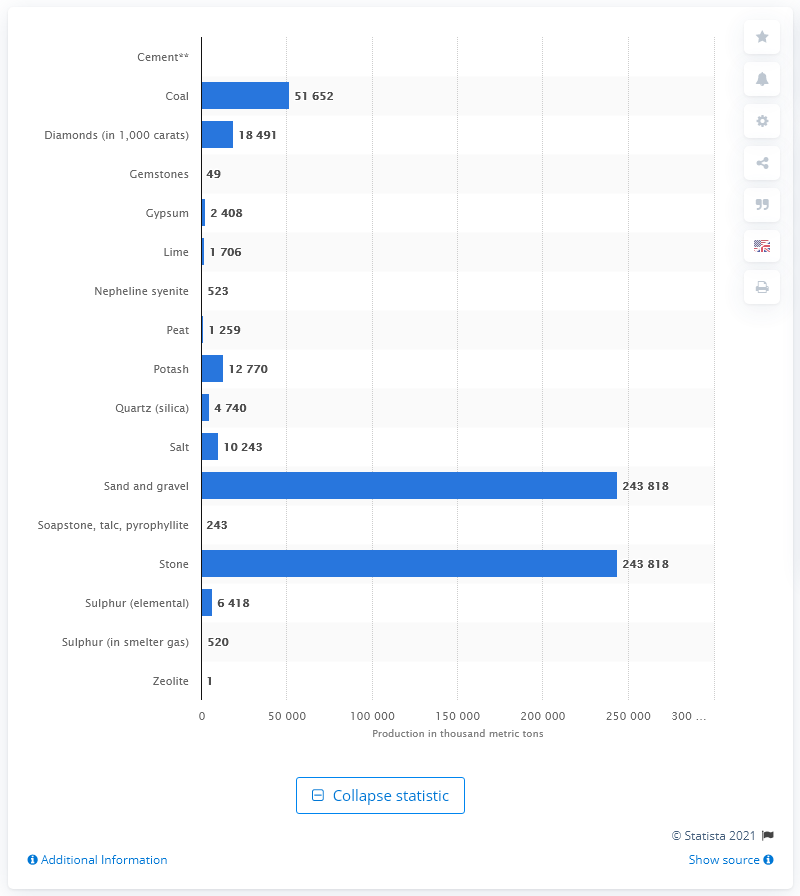 Cement**
Coal 51 652
Diamonds (in 1,000 carats) 18 491
Gemstones 49
Gypsum 2 408
Lime 1 706
Nepheline syenite 523
Peat 1 259
Potash 12 770
Quartz (silica) 4 740
Salt 10 243
Sand and gravel 243 818
Soapstone, talc, pyrophyllite 243
Stone 243 818
Sulphur (elemental) 6 418
Sulphur (in smelter gas) 520
Zeolite 1
0 50 000 100 000 150 000 200 000 250 000 300 ...
Production in thousand metric tons
Collapse statistic
© Statista 2021
Additional Information Show source